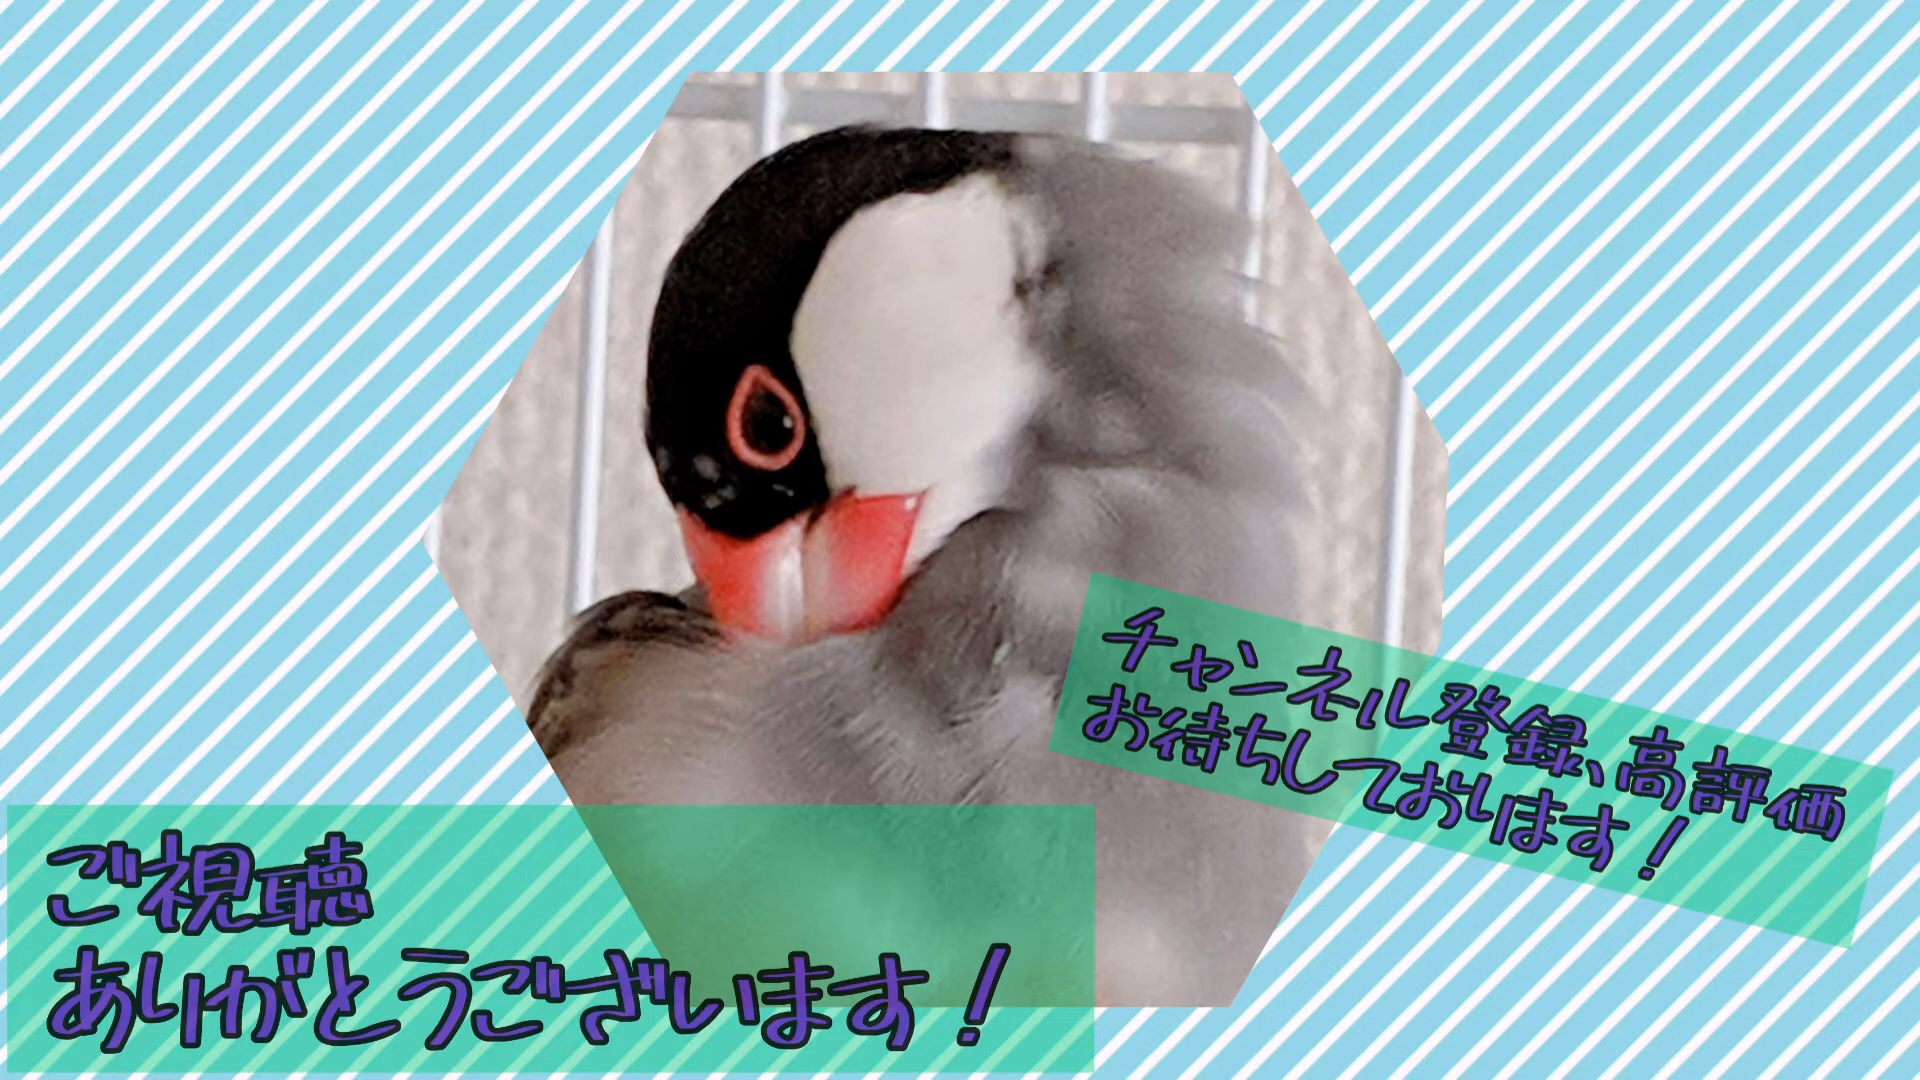 チャンネル登録、高評価
お待ちしております！
ご視聴
ありがとうございます！